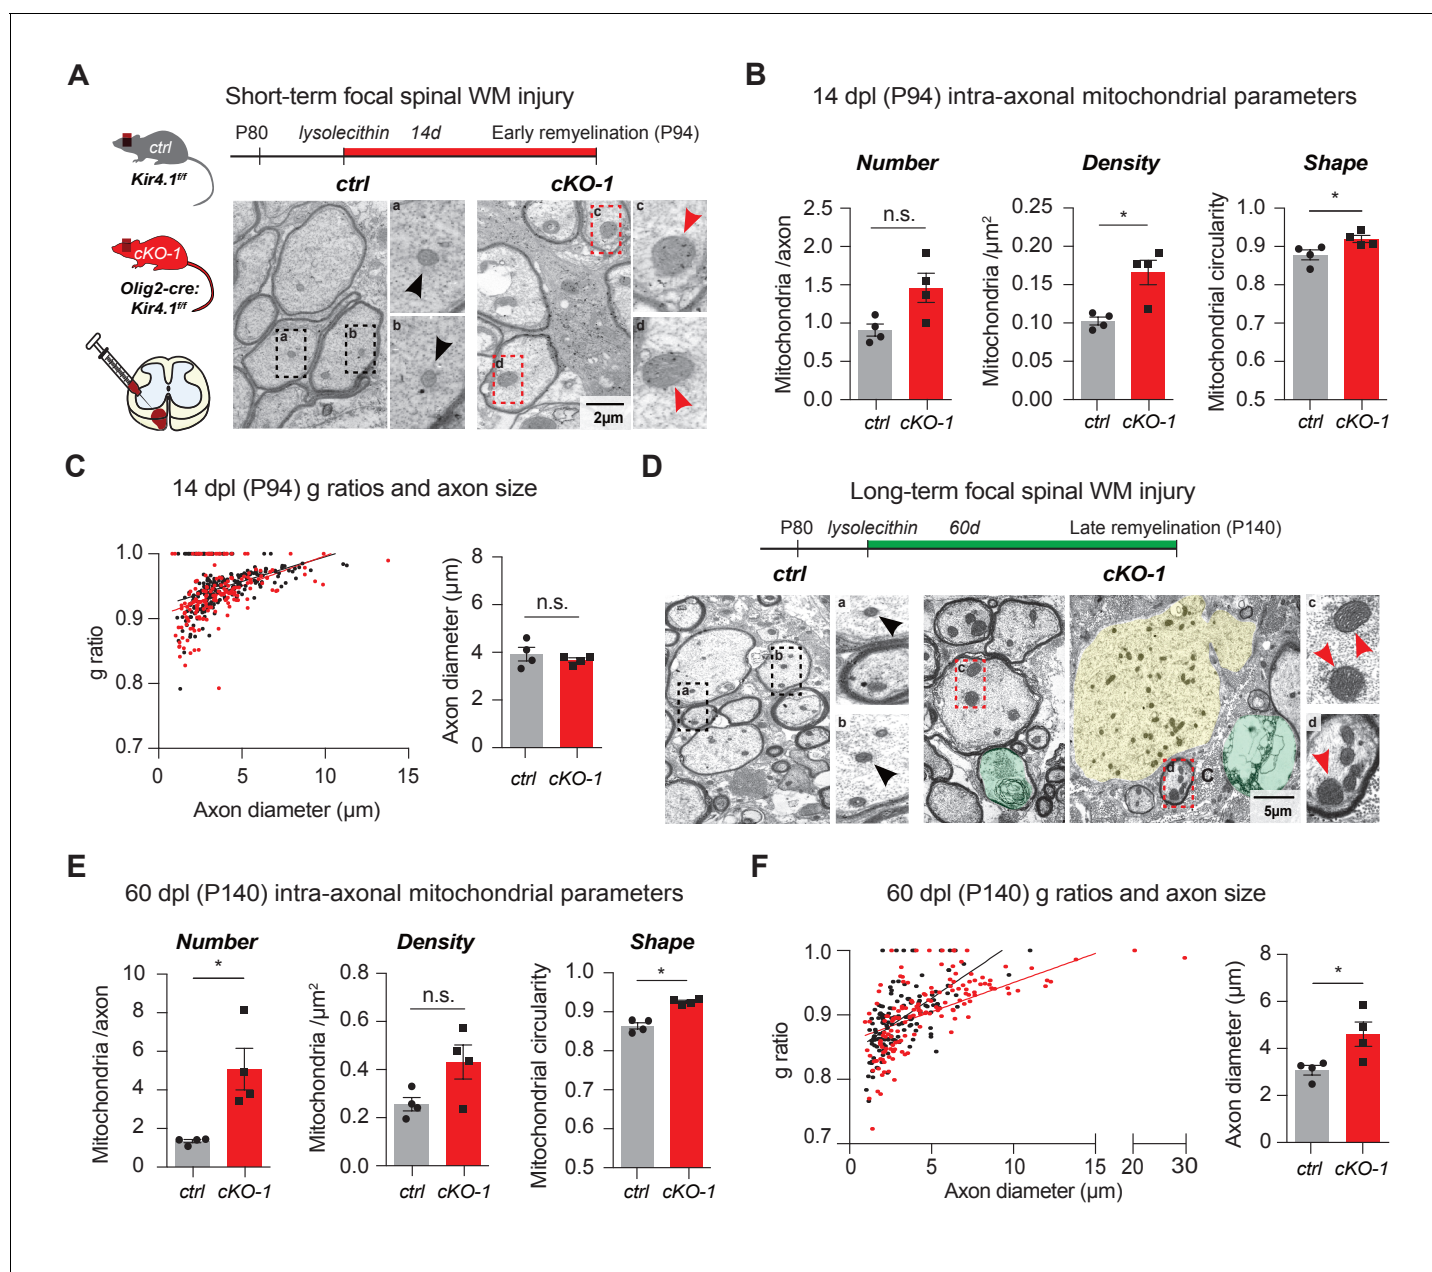 A
Short-term focal spinal WM injury
P80 lysolecithin 14d Early remyelination (P94)
ctrl
Kir4.1f/f
cKO-1
Olig2-cre:
Kir4.1f/f
ctrl cKO-1
a
b
a
b
c
d
c
d
2µm
B
14 dpl (P94) intra-axonal mitochondrial parameters
Number
Mitochondria /axon
2.5
2.0
1.5
1.0
0.5
0.0
n.s.
ctrl cKO-1
Density
Mitochondria /µm²
0.25
0.20
0.15
0.10
0.05
0.00
*
ctrl cKO-1
Shape
Mitochondrial circularity
1.0
0.9
0.8
0.7
0.6
0.5
*
ctrl cKO-1
C
14 dpl (P94) g ratios and axon size
g ratio
1.0
0.9
0.8
0.7
0 5 10 15
Axon diameter (µm)
Axon diameter (µm)
8
6
4
2
0
n.s.
ctrl cKO-1
D
Long-term focal spinal WM injury
P80 lysolecithin 60d Late remyelination (P140)
ctrl cKO-1
a
b
a
b
c
d
C
c
d
5µm
E
60 dpl (P140) intra-axonal mitochondrial parameters
Number
Mitochondria /axon
10
8
6
4
2
0
*
ctrl cKO-1
Density
Mitochondria /µm²
0.8
0.6
0.4
0.2
0.0
n.s.
ctrl cKO-1
Shape
Mitochondrial circularity
1.0
0.9
0.8
0.7
0.6
0.5
*
ctrl cKO-1
F
60 dpl (P140) g ratios and axon size
g ratio
1.0
0.9
0.8
0.7
0 5 10 15 20 30
Axon diameter (µm)
Axon diameter (µm)
8
6
4
2
0
*
ctrl cKO-1